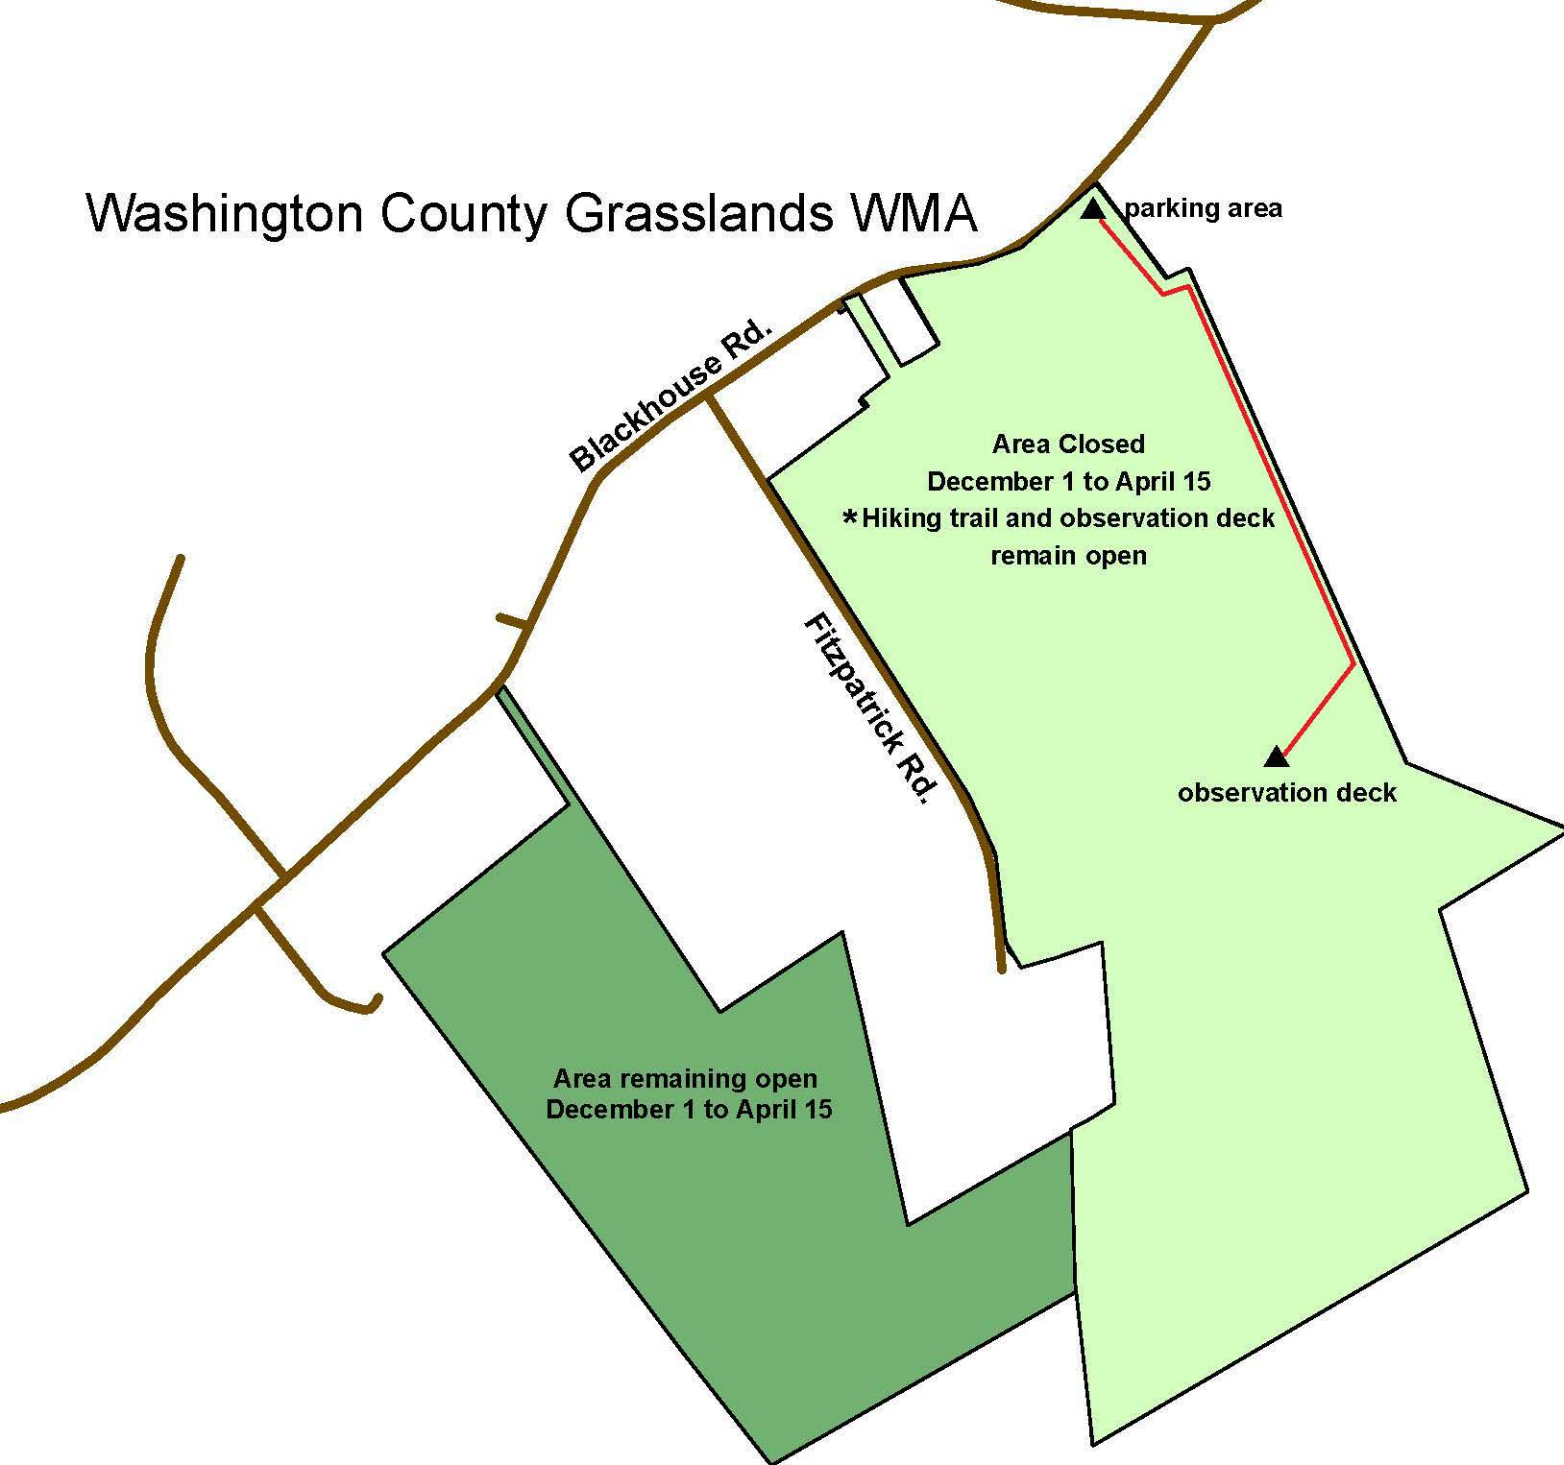 Washington County Grasslands WMA
parking area
Blackhouse Rd.
Area Closed
December 1 to April 15
*Hiking trail and observation deck
remain open
Fitzpatrick Rd.
observation deck
Area remaining open
December 1 to April 15